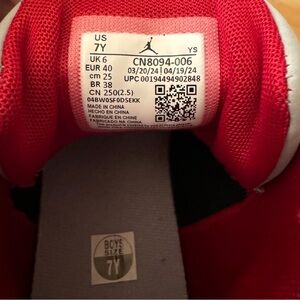 US
7Y
YS
UK 6
EUR 40
cm 25
BR 38
CN 250(2.5)
CN8094-006
03/20/24 04/19/24
UPC 00194494902848
04BW0SF0D5EKK
MADE IN CHINA
HECHO EN CHINA
FABRIQUE EN CHINE
FABRICADO NA CHINA
BOYS
SIZE
7Y